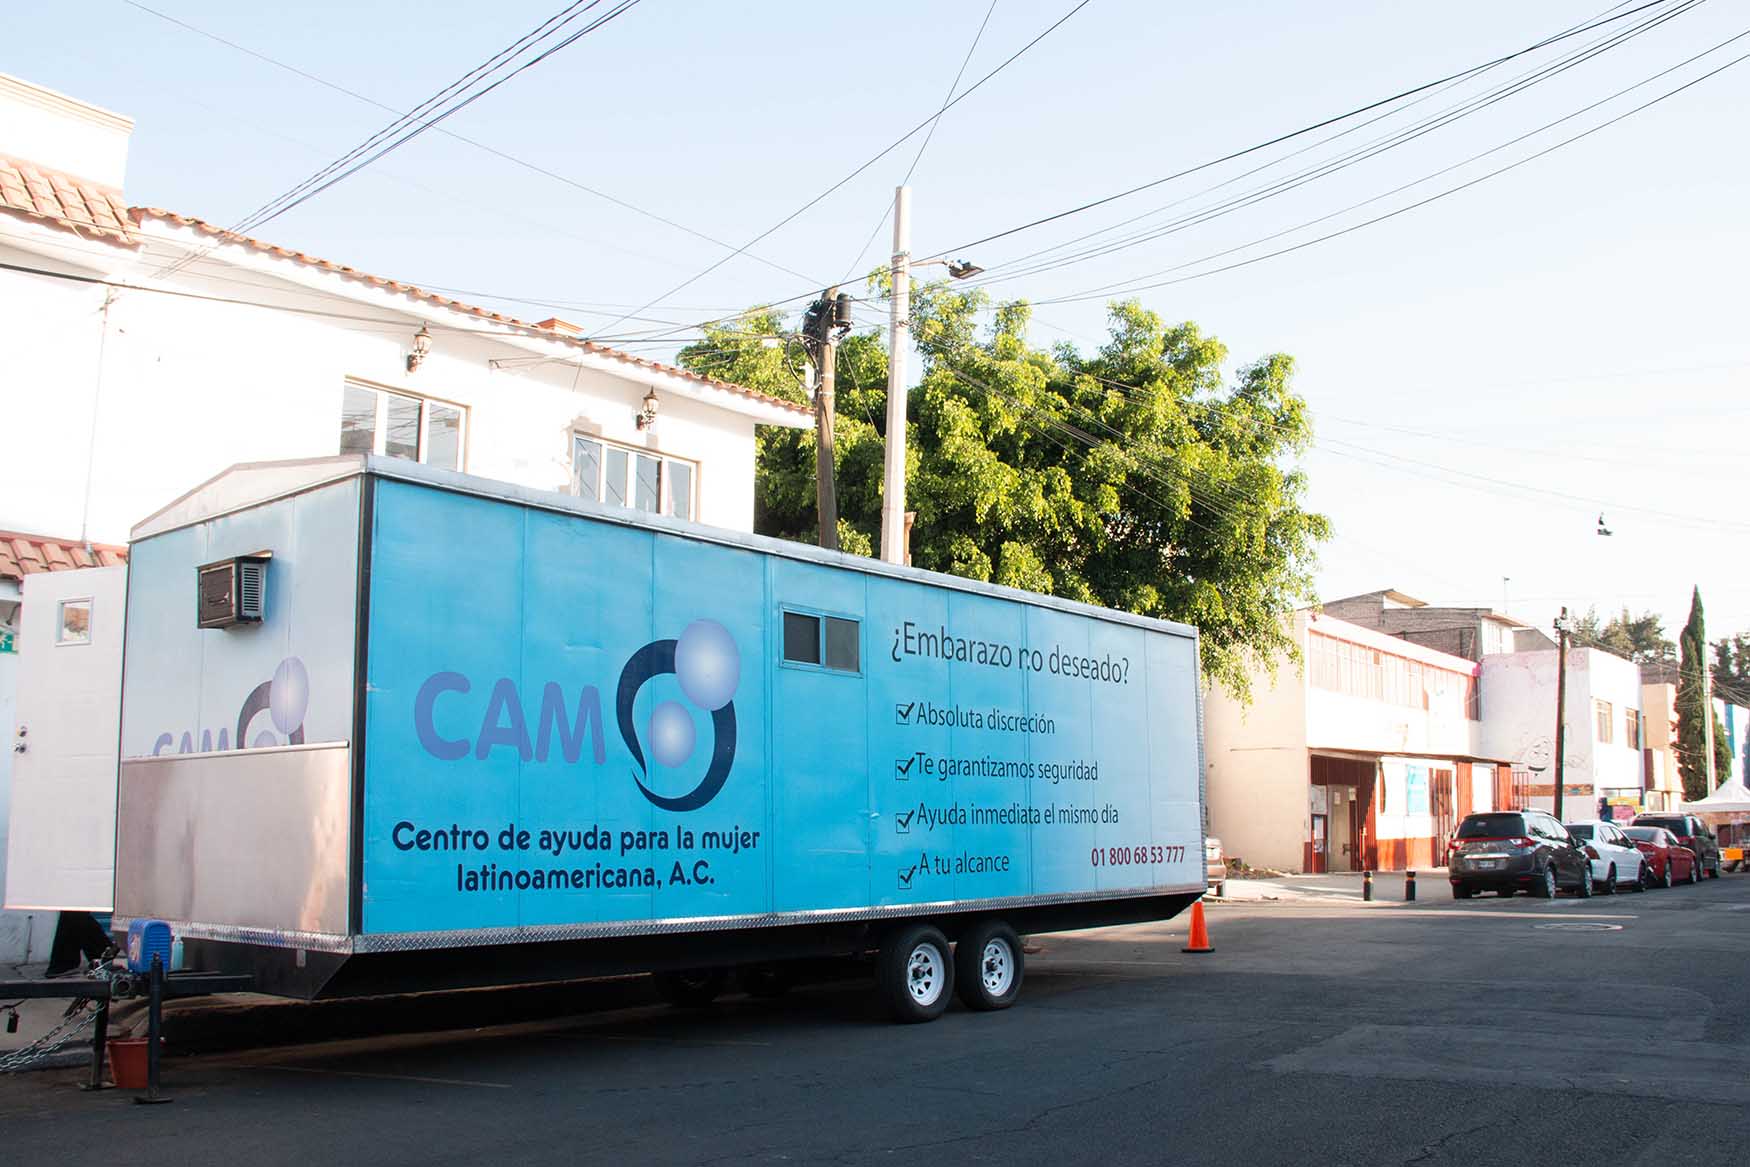 CAM
CAM
Centro de ayuda para la mujer
latinoamericana, A.C.
¿Embarazo no deseado?
Absoluta discreción
Te garantizamos seguridad
Ayuda inmediata el mismo día
A tu alcance
01 800 68 53 777